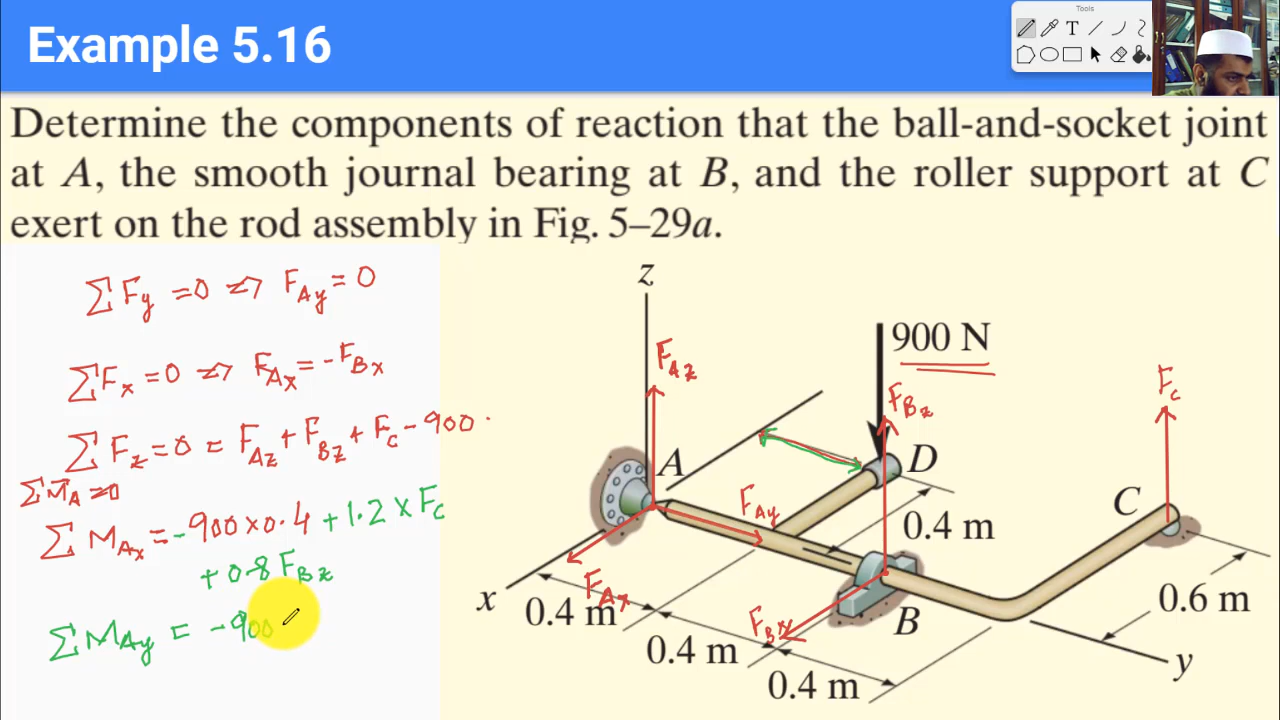 Example 5.16
Tools
T
Determine the components of reaction that the ball-and-socket joint
at A, the smooth journal bearing at B, and the roller support at C
exert on the rod assembly in Fig. 5–29a.
∑ Fy = 0 => FAy = 0
∑ Fx = 0 => FAx = - FBx
∑ Fz = 0 = FAz + FBz + Fc - 900.
∑ MA = 0
∑ MAx = - 900 x 0.4 + 1.2 x Fc
+ 0.8 FBz
∑ MAy = - 900
z
900 N
FAz
FBz
Fc
A
D
C
FAy
0.4 m
x
FAx
0.4 m
FBx
B
0.6 m
0.4 m
0.4 m
y